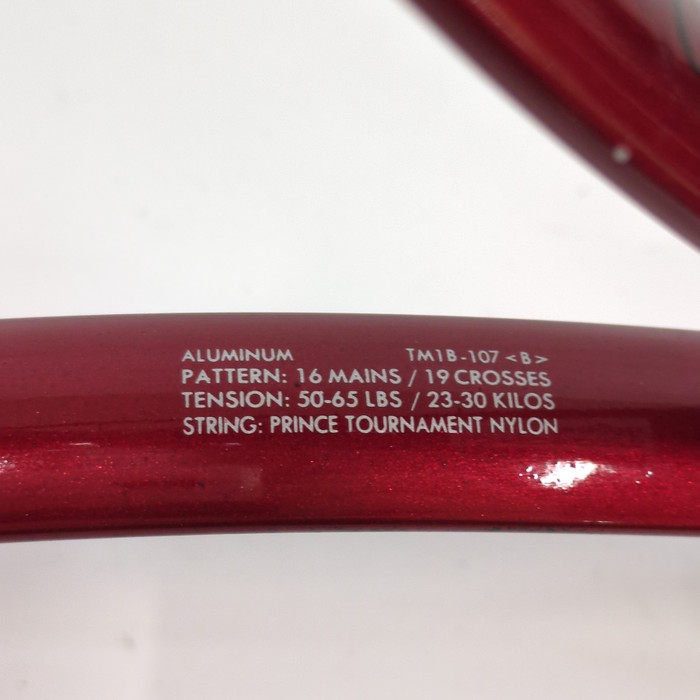 ALUMINUM TM1B-107 <B>
PATTERN: 16 MAINS / 19 CROSSES
TENSION: 50-65 LBS / 23-30 KILOS
STRING: PRINCE TOURNAMENT NYLON